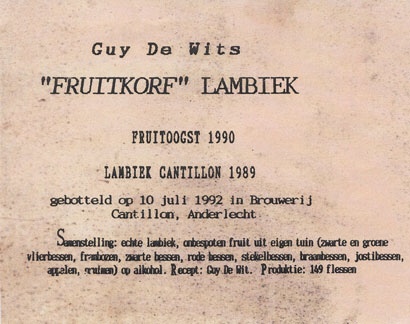 Guy De Wits
"FRUITKORF" LAMBIEK
FRUITOOGST 1990
LAMBIEK CANTILLON 1989
gebotteld op 10 juli 1992 in Brouwerij
Cantillon, Anderlecht
Samenstelling: echte lambiek, onbespoten fruit uit eigen tuin (zwarte en groene
vlierbessen, frambozen, zwarte bessen, rode bessen, stekelbessen, braambessen, jostibessen,
appelen, pruimen) op alkohol. Recept: Guy De Wit. Produktie: 149 flessen